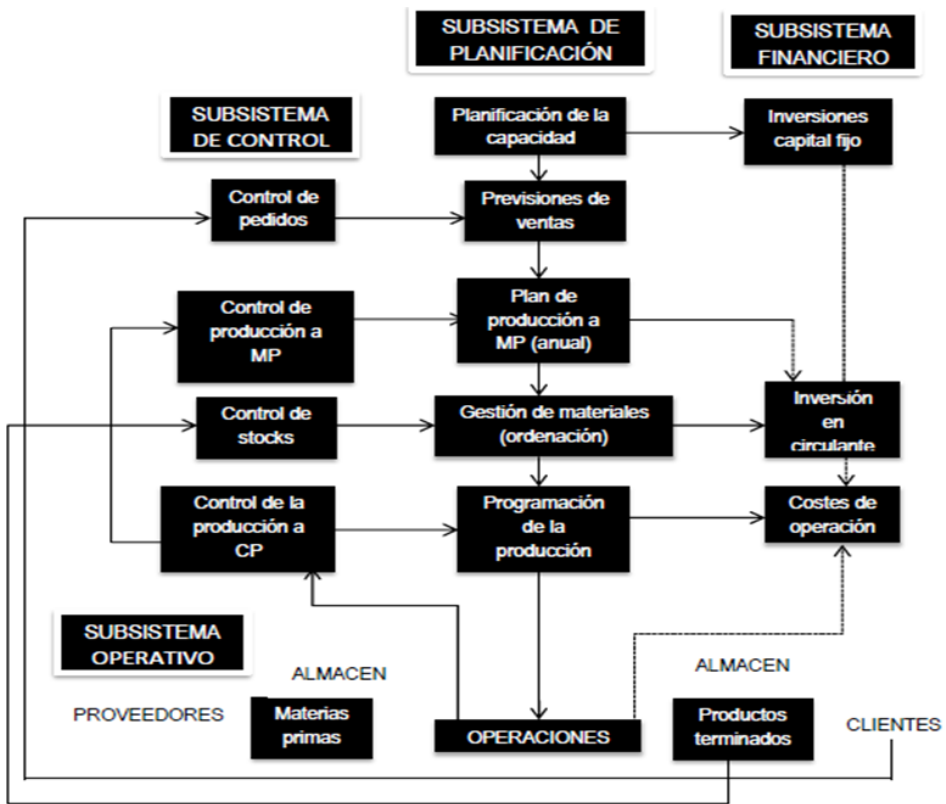 SUBSISTEMA DE
PLANIFICACIÓN
SUBSISTEMA
FINANCIERO
SUBSISTEMA
DE CONTROL
Planificación de la
capacidad
Inversiones
capital fijo
Control de
pedidos
Previsiones de
ventas
Control de
producción a
MP
Plan de
producción a
MP (anual)
Control de
stocks
Gestión de materiales
(ordenación)
Inversión
en
circulante
Control de la
producción a
CP
Programación
de la
producción
Costes de
operación
SUBSISTEMA
OPERATIVO
ALMACEN
ALMACEN
PROVEEDORES
Materias
primas
OPERACIONES
Productos
terminados
CLIENTES